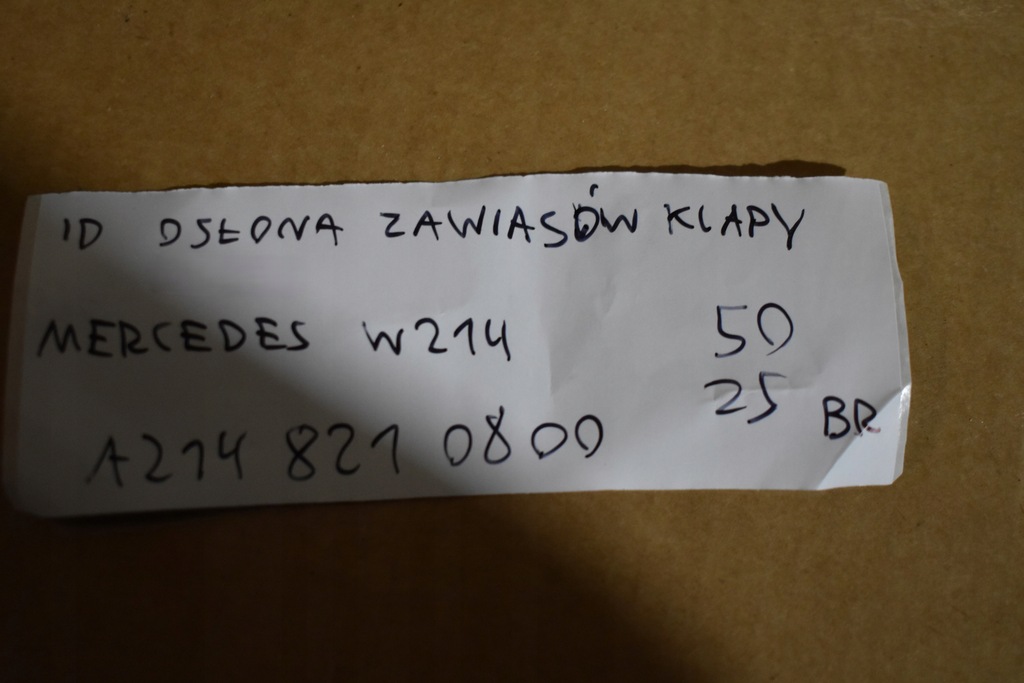 ID OSŁONA ZAWIASÓW KLAPY
MERCEDES W214 50
25 BR
A214 821 0800